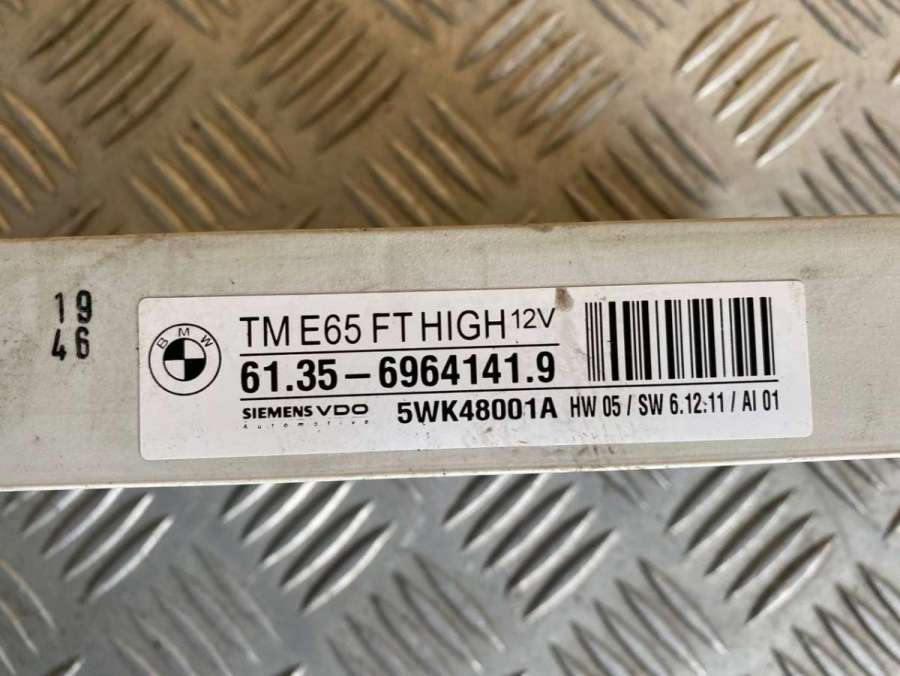 19
46
BMW
TM E65 FT HIGH 12V
61.35 – 6964141.9
SIEMENS VDO
Automotive
5WK48001A HW 05 / SW 6.12:11 / AI 01